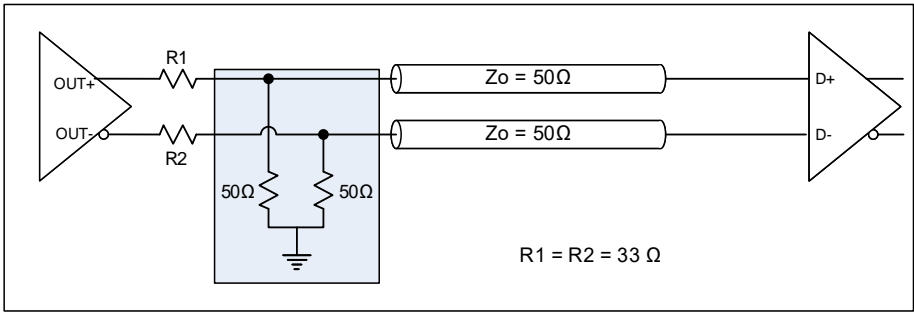 R1
OUT+
Zo = 50Ω
D+
OUT-
Zo = 50Ω
D-
R2
50Ω
50Ω
R1 = R2 = 33 Ω